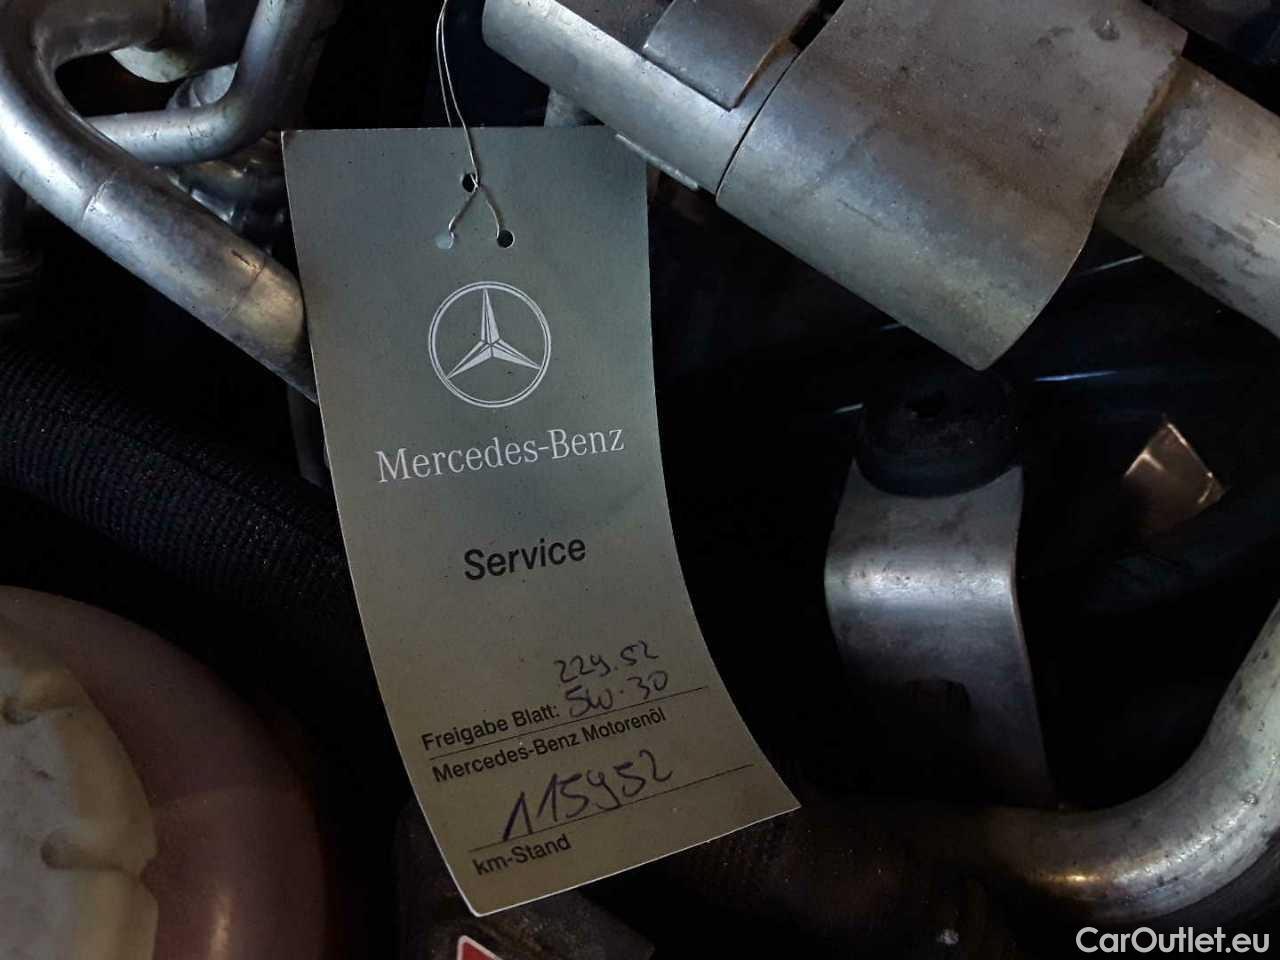 Mercedes-Benz
Service
229.52
Freigabe Blatt: 5W-30
Mercedes-Benz Motorenöl
115952
km-Stand
CarOutlet.eu